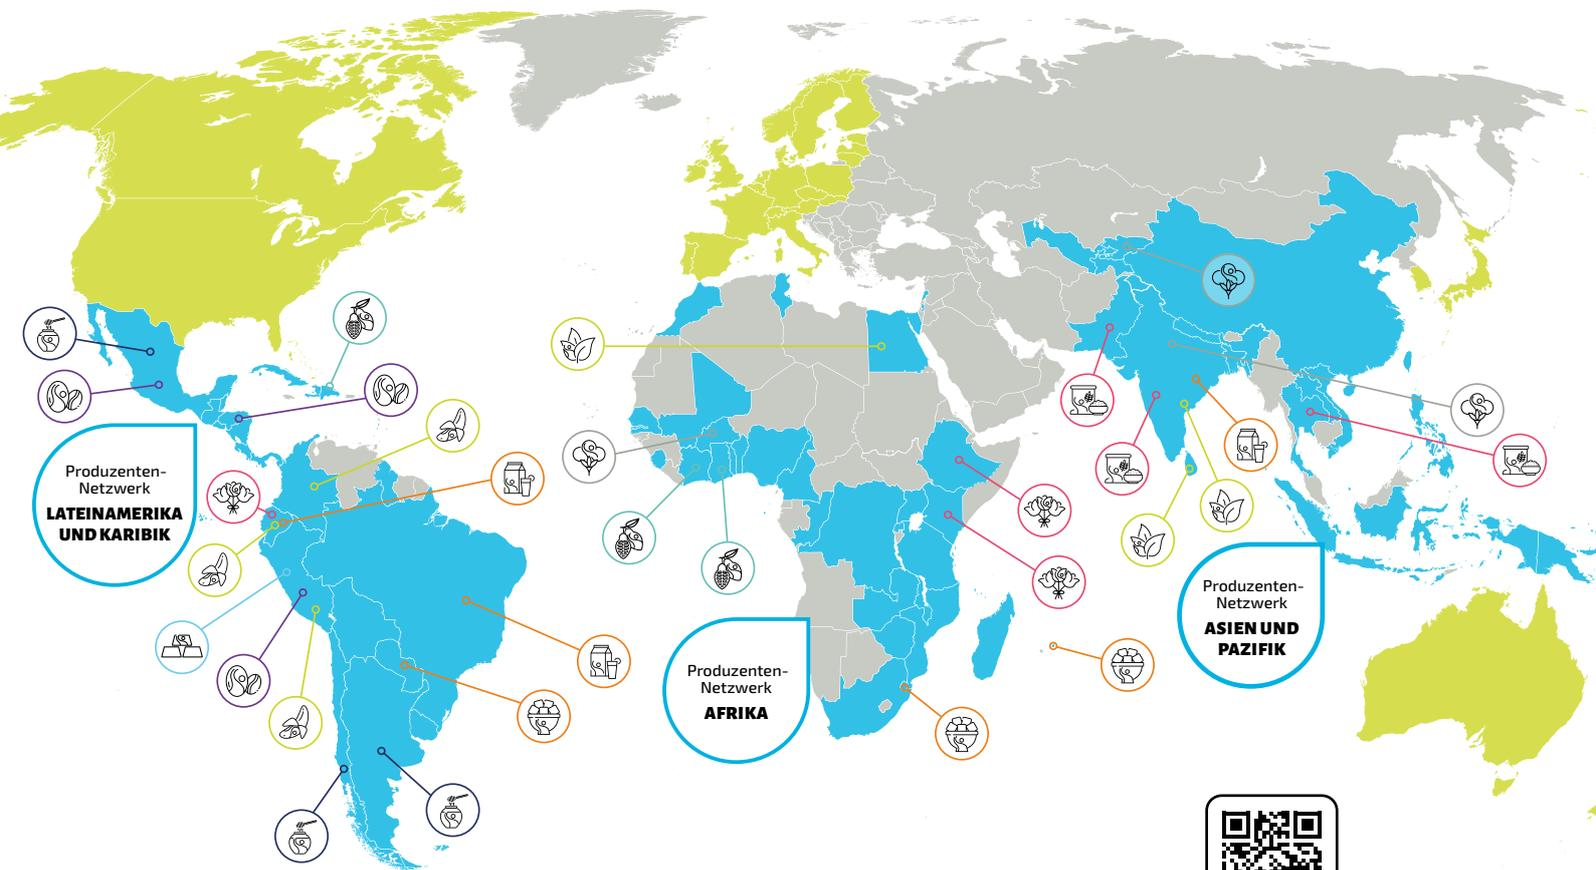 Produzenten-
Netzwerk
LATEINAMERIKA
UND KARIBIK
Produzenten-
Netzwerk
AFRIKA
Produzenten-
Netzwerk
ASIEN UND
PAZIFIK